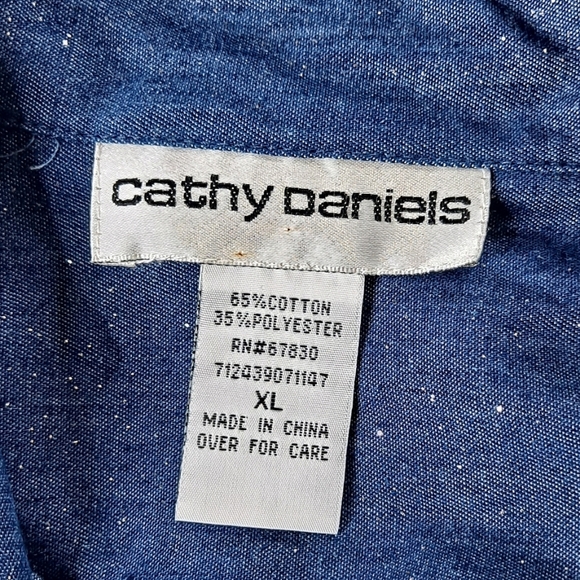 cathy Daniels
65%COTTON
35%POLYESTER
RN#67830
712439071147
XL
MADE IN CHINA
OVER FOR CARE